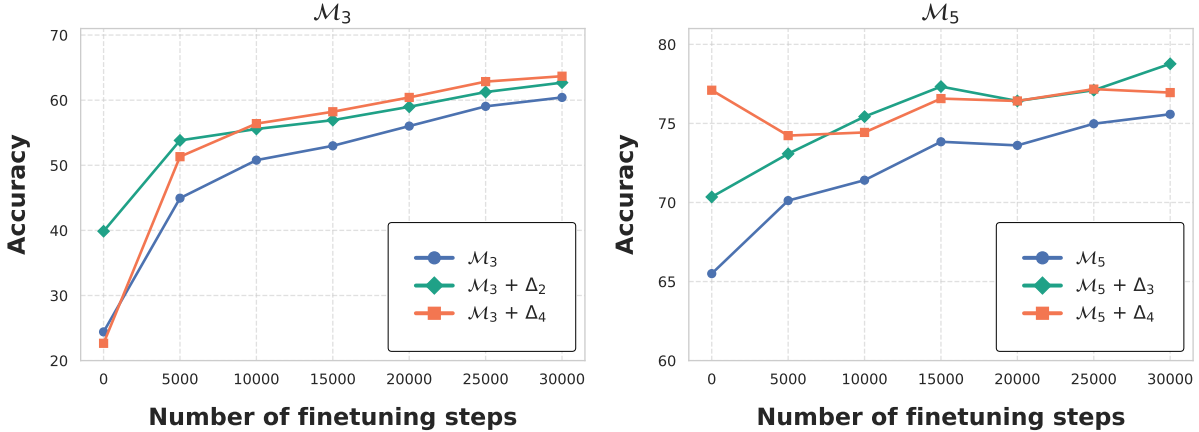 ℳ₃
70
60
50
40
30
20
0 5000 10000 15000 20000 25000 30000
Accuracy
Number of finetuning steps
ℳ₃
ℳ₃ + Δ₂
ℳ₃ + Δ₄
ℳ₅
80
75
70
65
60
0 5000 10000 15000 20000 25000 30000
Accuracy
Number of finetuning steps
ℳ₅
ℳ₅ + Δ₃
ℳ₅ + Δ₄